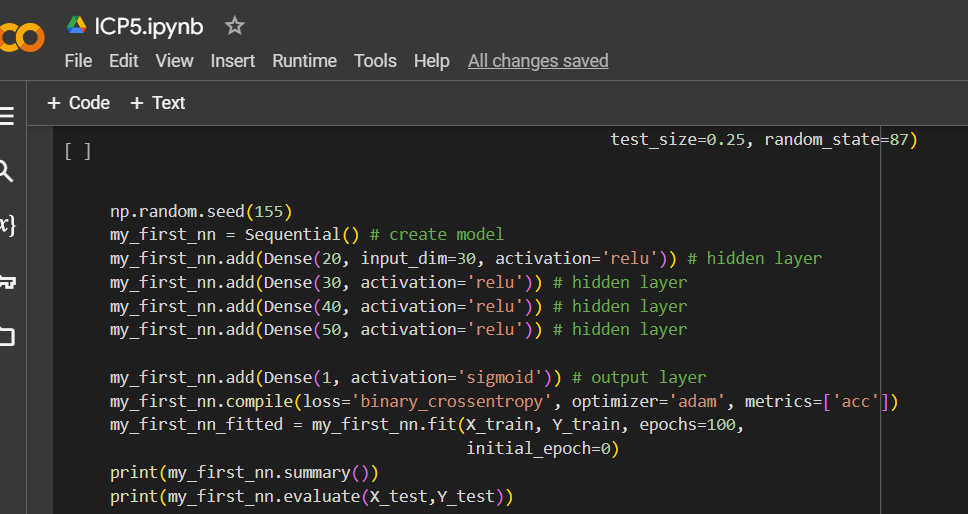 ICP5.ipynb
File Edit View Insert Runtime Tools Help All changes saved
+ Code + Text
test_size=0.25, random_state=87)
[ ]
np.random.seed(155)
my_first_nn = Sequential() # create model
my_first_nn.add(Dense(20, input_dim=30, activation='relu')) # hidden layer
my_first_nn.add(Dense(30, activation='relu')) # hidden layer
my_first_nn.add(Dense(40, activation='relu')) # hidden layer
my_first_nn.add(Dense(50, activation='relu')) # hidden layer
my_first_nn.add(Dense(1, activation='sigmoid')) # output layer
my_first_nn.compile(loss='binary_crossentropy', optimizer='adam', metrics=['acc'])
my_first_nn_fitted = my_first_nn.fit(X_train, Y_train, epochs=100,
initial_epoch=0)
print(my_first_nn.summary())
print(my_first_nn.evaluate(X_test,Y_test))